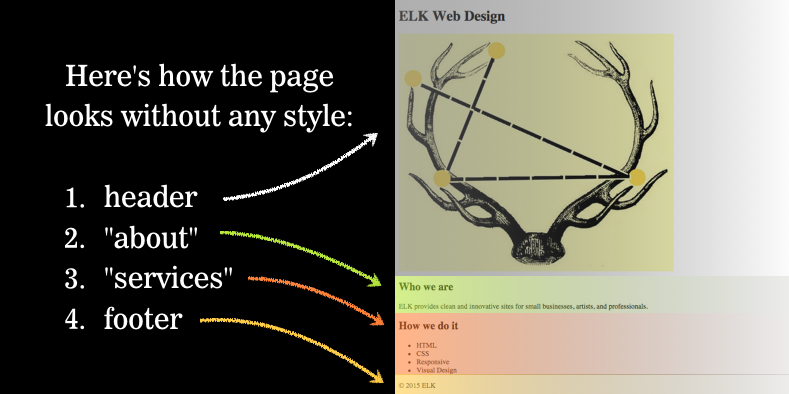 Here's how the page
looks without any style:
1. header
2. "about"
3. "services"
4. footer
ELK Web Design
Who we are
ELK provides clean and innovative sites for small businesses, artists, and professionals.
How we do it
• HTML
• CSS
• Responsive
• Visual Design
© 2015 ELK